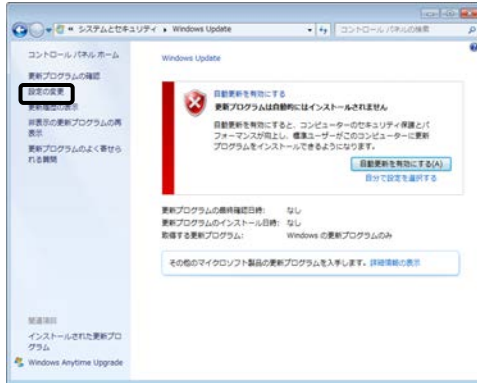 システムとセキュリティ ▸ Windows Update
コントロール パネルの検索
コントロール パネル ホーム
更新プログラムの確認
設定の変更
更新履歴の表示
非表示の更新プログラムの再
表示
更新プログラムのよく寄せら
れる質問
関連項目
インストールされた更新プロ
グラム
Windows Anytime Upgrade
Windows Update
自動更新を有効にする
更新プログラムは自動的にはインストールされません
自動更新を有効にすると、コンピューターのセキュリティ保護とパ
フォーマンスが向上し、標準ユーザーがこのコンピューターに更新
プログラムをインストールできるようになります。
自動更新を有効にする(A)
自分で設定を選択する
更新プログラムの最終確認日時: なし
更新プログラムのインストール日時: なし
取得する更新プログラム: Windows の更新プログラムのみ
その他のマイクロソフト製品の更新プログラムを入手します。 詳細情報の表示